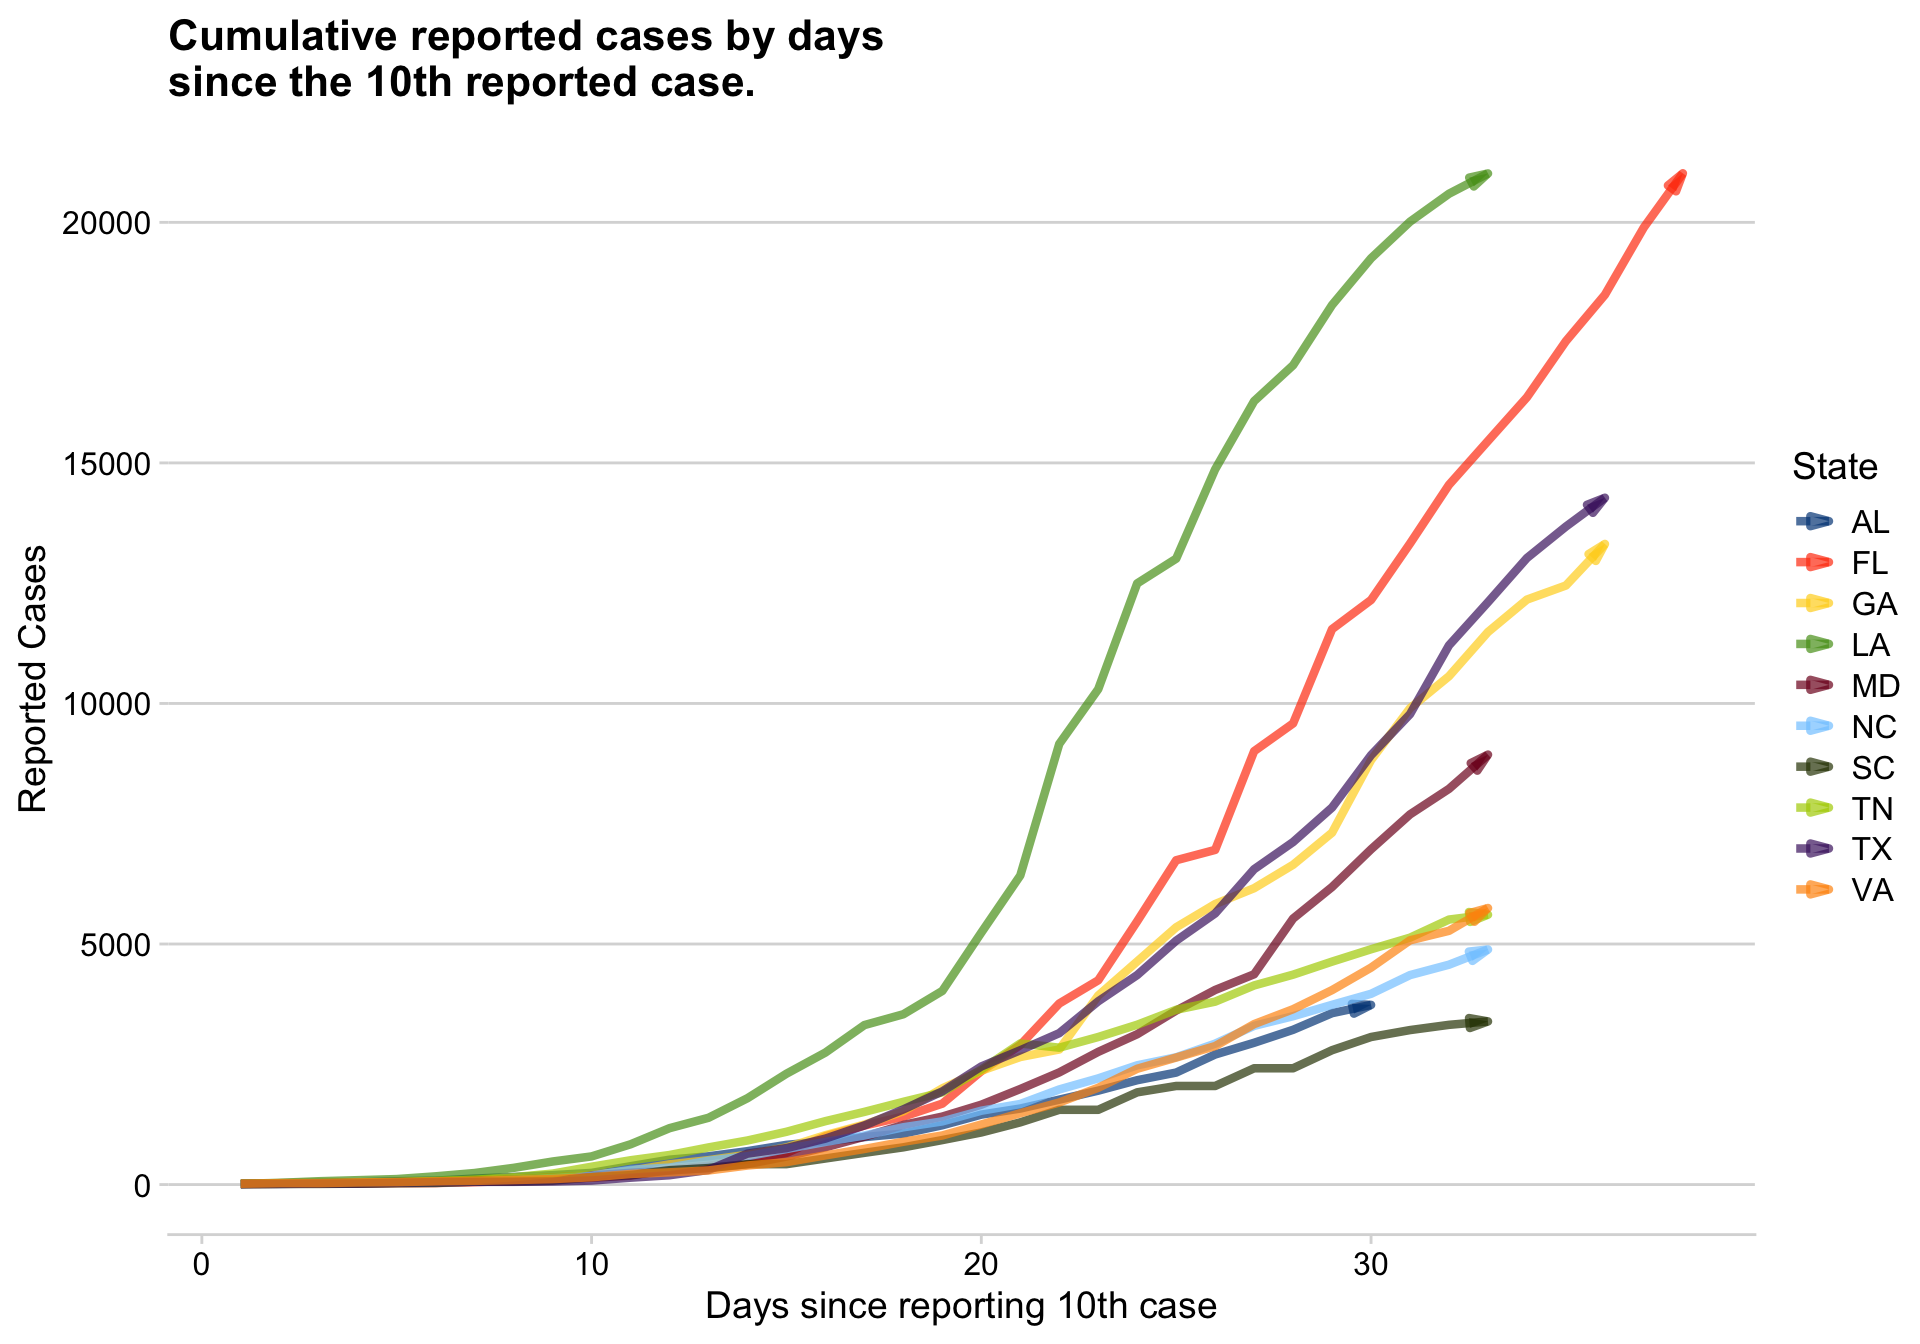 Cumulative reported cases by days
since the 10th reported case.
20000
15000
10000
5000
0
Reported Cases
0 10 20 30
Days since reporting 10th case
State
AL
FL
GA
LA
MD
NC
SC
TN
TX
VA